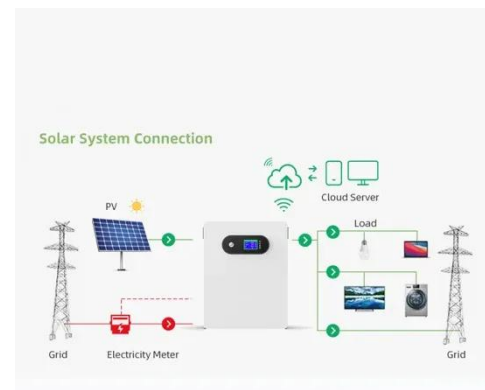 Solar System Connection
Cloud Server
PV
Load
Grid
Electricity Meter
Grid